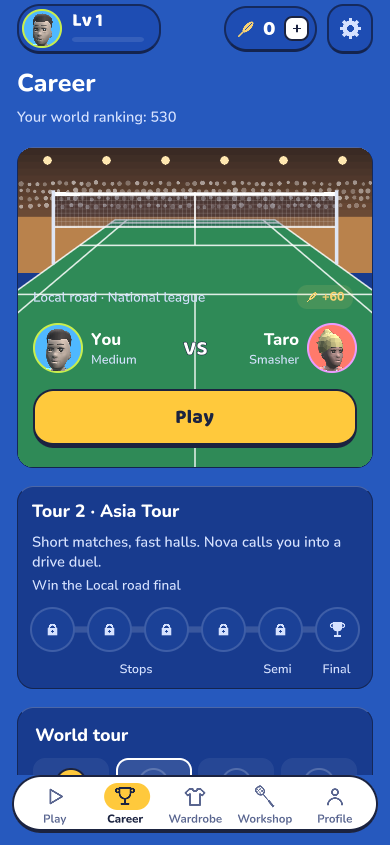 Lv 1
0 +
Career
Your world ranking: 530
Local road · National league
+60
You
Medium
VS
Taro
Smasher
Play
Tour 2 · Asia Tour
Short matches, fast halls. Nova calls you into a
drive duel.
Win the Local road final
Stops
Semi
Final
World tour
Play
Career
Wardrobe
Workshop
Profile